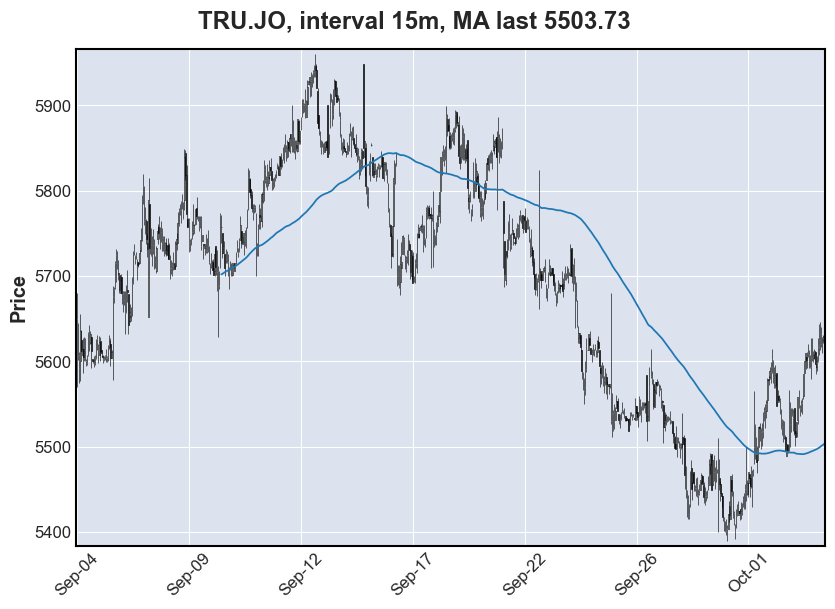 TRU.JO, interval 15m, MA last 5503.73
Price
5900
5800
5700
5600
5500
5400
Sep-04
Sep-09
Sep-12
Sep-17
Sep-22
Sep-26
Oct-01